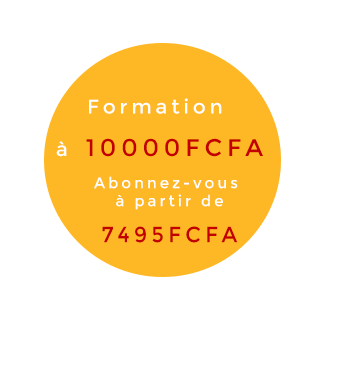 Formation
à 10000FCFA
Abonnez-vous
à partir de
7495FCFA